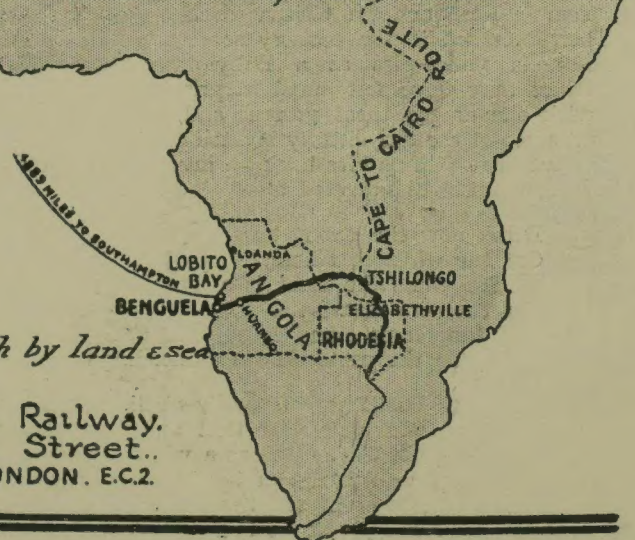 CAPE TO CAIRO ROUTE
4889 MILES TO SOUTHAMPTON
LOANDA
LOBITO
BAY
ANGOLA
TSHILONGO
BENGUELA
HUAMBO
ELIZABETHVILLE
RHODESIA
h by land & sea
Railway.
Street..
NDON. E.C.2.